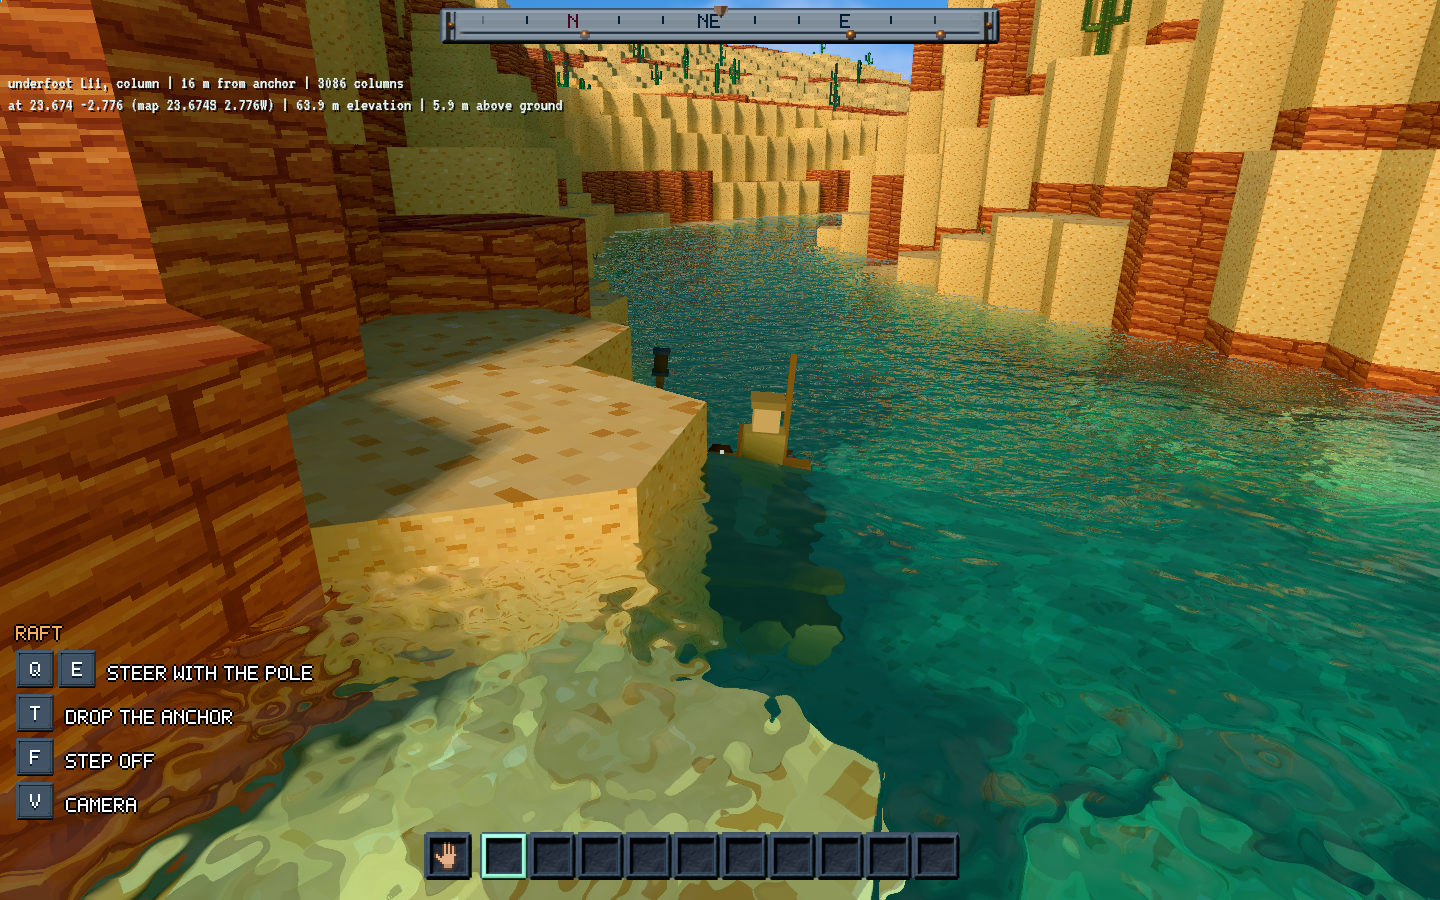 N NE E
underfoot L11, column | 16 m from anchor | 3086 columns
at 23.674 -2.776 (map 23.674S 2.776W) | 63.9 m elevation | 5.9 m above ground
RAFT
Q E STEER WITH THE POLE
T DROP THE ANCHOR
F STEP OFF
V CAMERA